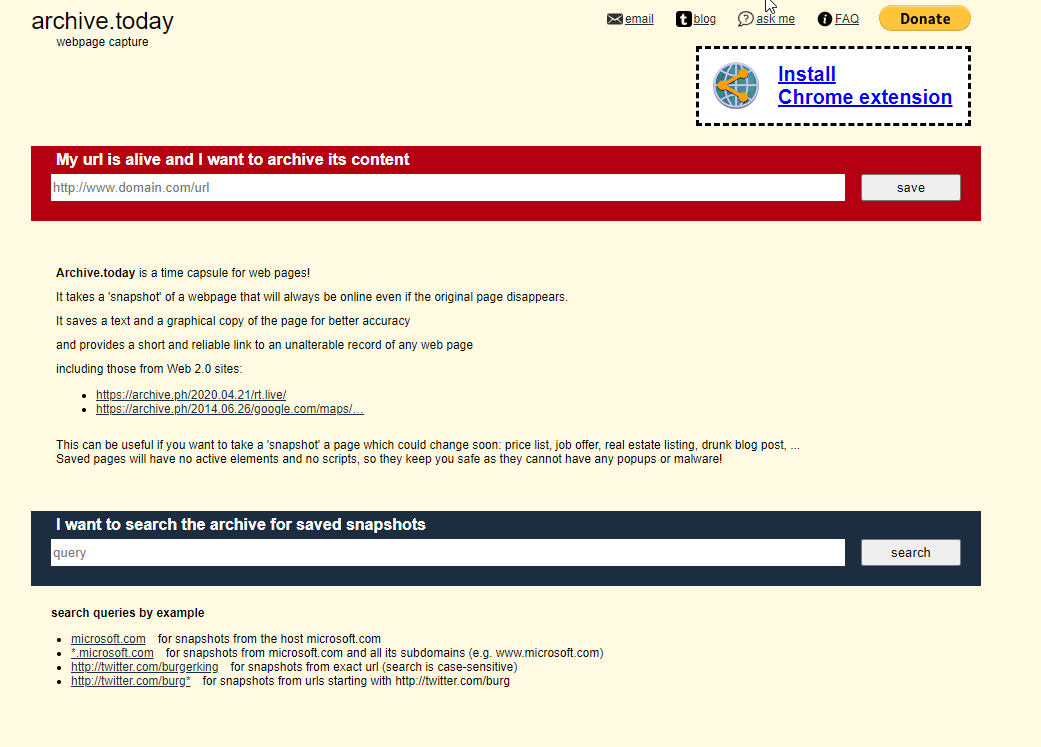 archive.today
webpage capture
email blog ask me FAQ Donate
Install
Chrome extension
My url is alive and I want to archive its content
http://www.domain.com/url save
Archive.today is a time capsule for web pages!
It takes a 'snapshot' of a webpage that will always be online even if the original page disappears.
It saves a text and a graphical copy of the page for better accuracy
and provides a short and reliable link to an unalterable record of any web page
including those from Web 2.0 sites:
https://archive.ph/2020.04.21/rt.live/
https://archive.ph/2014.06.26/google.com/maps/…
This can be useful if you want to take a 'snapshot' a page which could change soon: price list, job offer, real estate listing, drunk blog post, ...
Saved pages will have no active elements and no scripts, so they keep you safe as they cannot have any popups or malware!
I want to search the archive for saved snapshots
query search
search queries by example
microsoft.com for snapshots from the host microsoft.com
*.microsoft.com for snapshots from microsoft.com and all its subdomains (e.g. www.microsoft.com)
http://twitter.com/burgerking for snapshots from exact url (search is case-sensitive)
http://twitter.com/burg* for snapshots from urls starting with http://twitter.com/burg